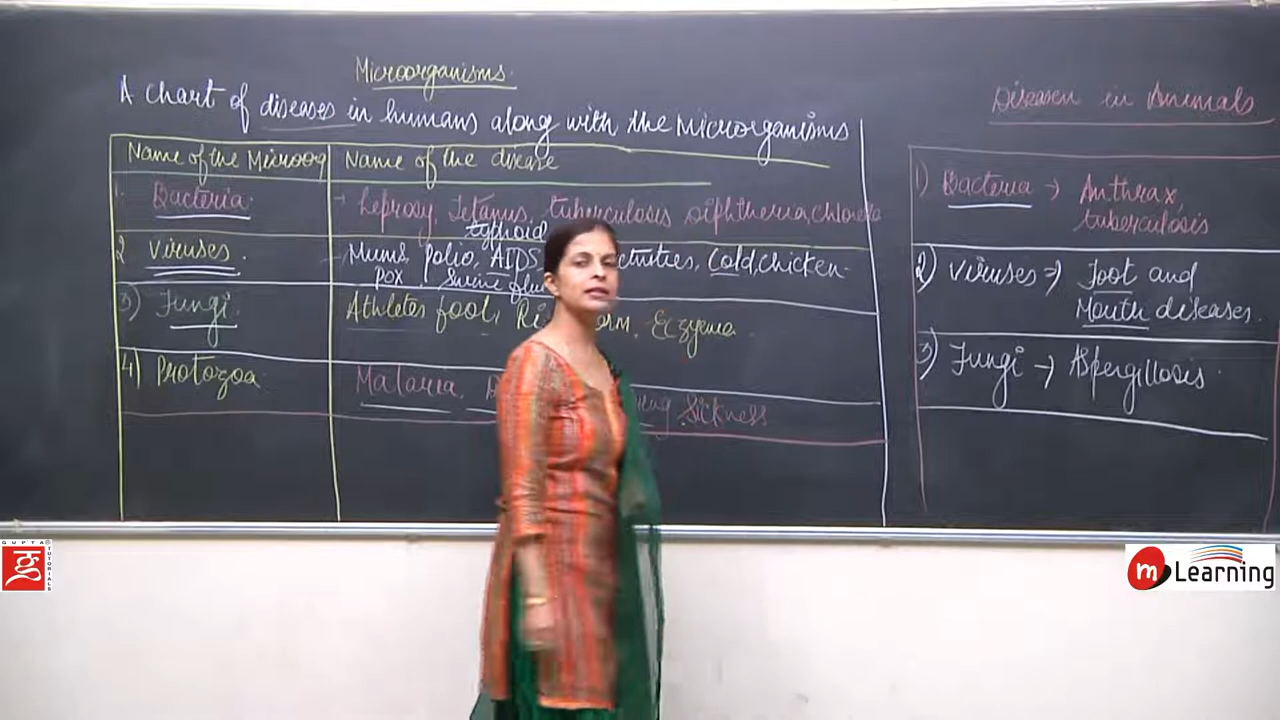 Microorganisms.
A chart of diseases in humans along with the Microorganisms
Name of the Microorg
Name of the disease
1. Bacteria.
Leprosy, Tetanus, tuberculosis Diphtheria, cholera
typhoid
2 Viruses.
Mums, polio, AIDS Cold, chicken-
pox. Swine flu
3) Fungi.
Athletes foot, Eczyema
4) Protozoa
Malaria, Sickness
Diseases in Animals
1) Bacteria → Anthrax,
tuberculosis
2) Viruses ⇒ Foot and
Mouth diseases.
3) Fungi → Aspergillosis.
GUPTA
TUTORIALS
m Learning